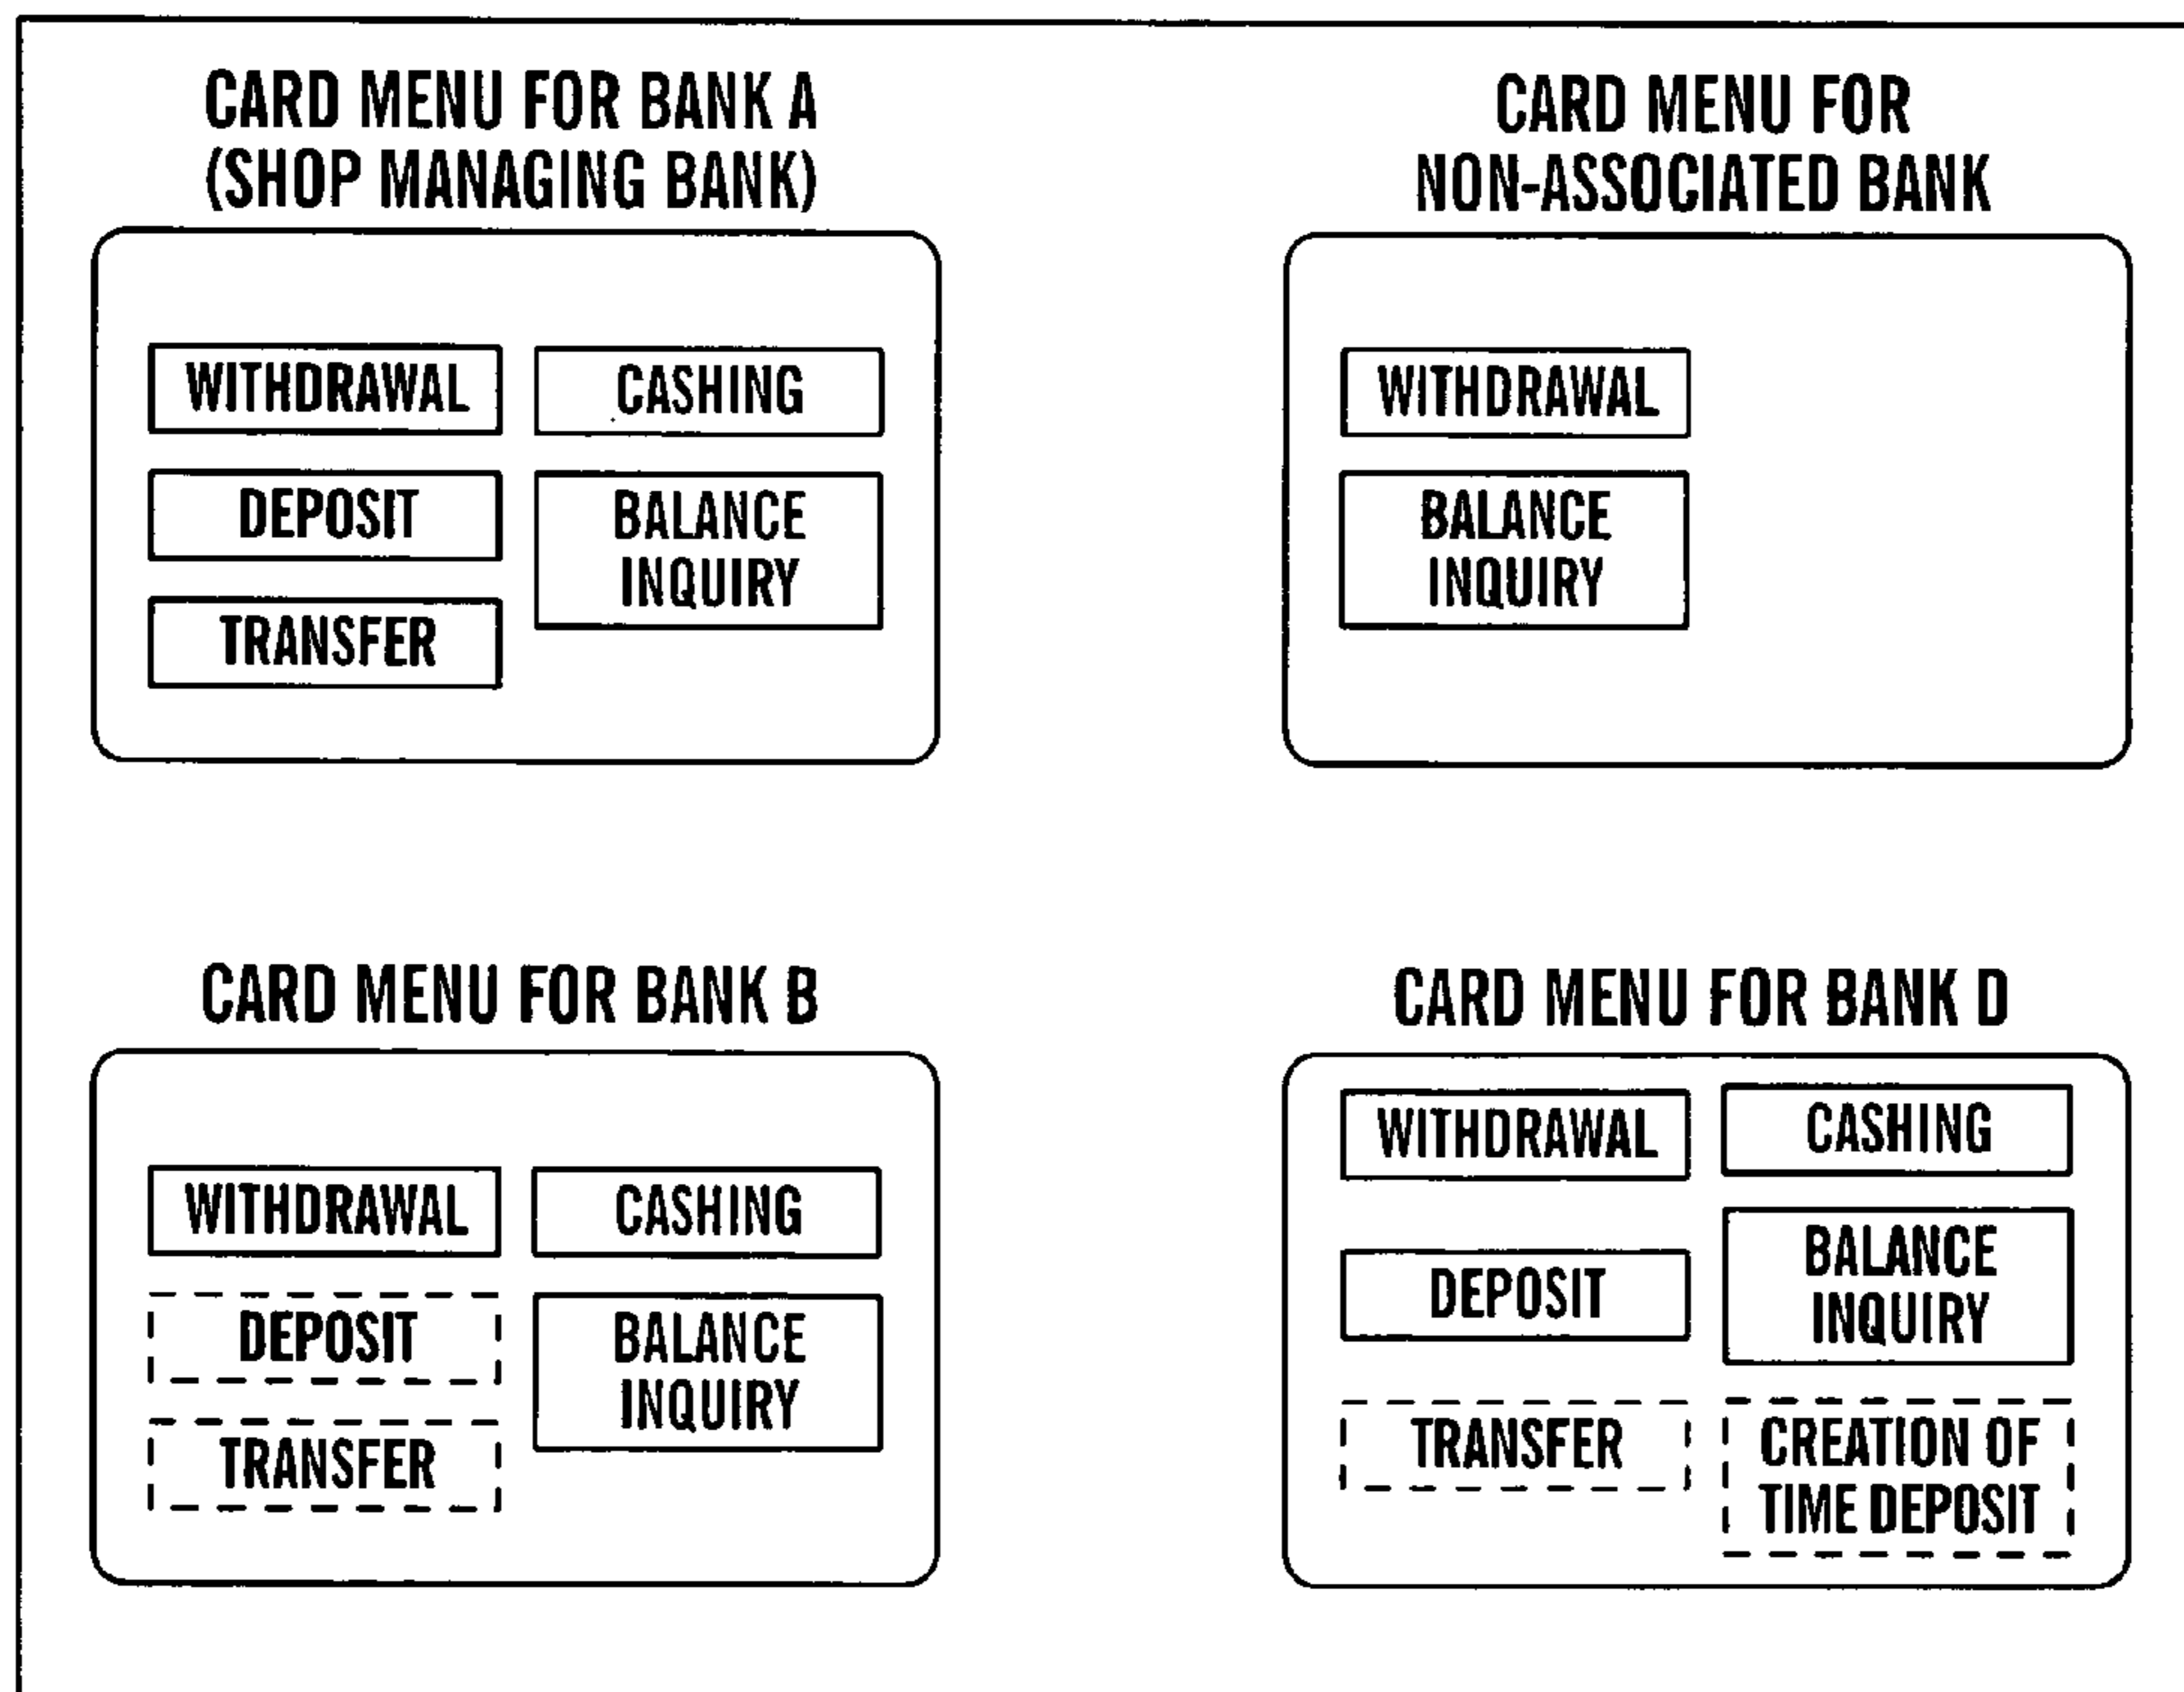 CARD MENU FOR BANK A
(SHOP MANAGING BANK)
WITHDRAWAL
CASHING
DEPOSIT
BALANCE
INQUIRY
TRANSFER
CARD MENU FOR
NON-ASSOCIATED BANK
WITHDRAWAL
BALANCE
INQUIRY
CARD MENU FOR BANK B
WITHDRAWAL
CASHING
DEPOSIT
BALANCE
INQUIRY
TRANSFER
CARD MENU FOR BANK D
WITHDRAWAL
CASHING
DEPOSIT
BALANCE
INQUIRY
TRANSFER
CREATION OF
TIME DEPOSIT